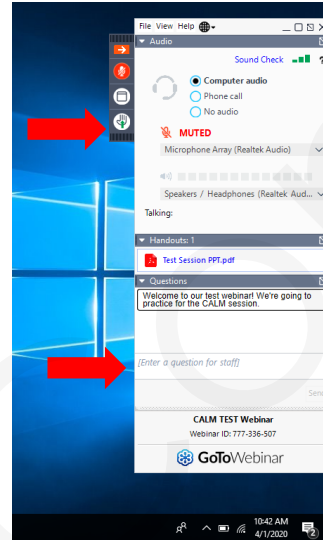 File View Help
Audio
Sound Check ?
Computer audio
Phone call
No audio
MUTED
Microphone Array (Realtek Audio)
Speakers / Headphones (Realtek Aud...
Talking:
Handouts: 1
Test Session PPT.pdf
Questions
Welcome to our test webinar! We're going to
practice for the CALM session.
[Enter a question for staff]
Send
CALM TEST Webinar
Webinar ID: 777-336-507
GoToWebinar
10:42 AM
4/1/2020
2